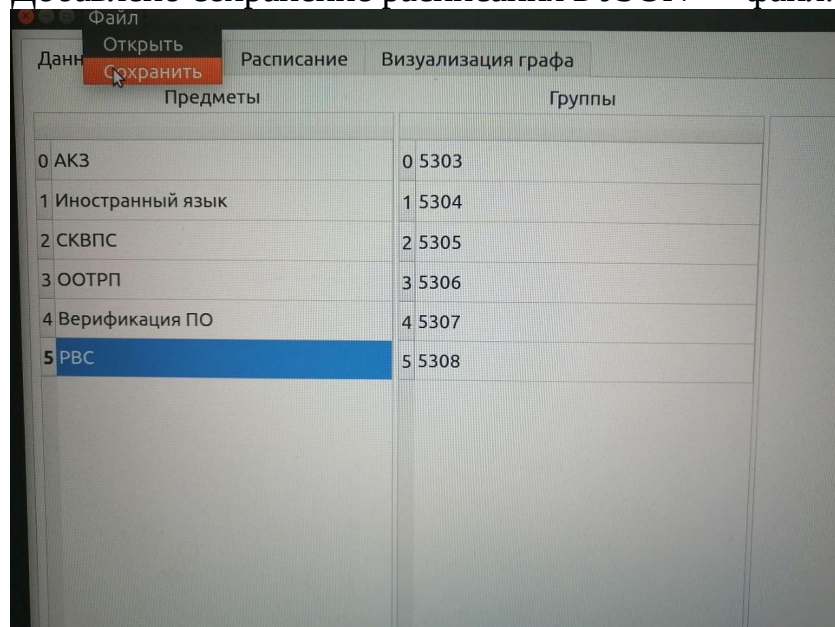 Файл
Открыть
Сохранить
Расписание
Визуализация графа
Предметы
Группы
0 АКЗ
1 Иностранный язык
2 СКВПС
3 ООТРП
4 Верификация ПО
5 РВС
0 5303
1 5304
2 5305
3 5306
4 5307
5 5308